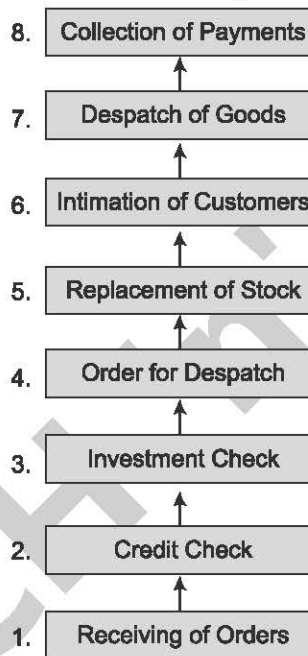 8. Collection of Payments
7. Despatch of Goods
6. Intimation of Customers
5. Replacement of Stock
4. Order for Despatch
3. Investment Check
2. Credit Check
1. Receiving of Orders